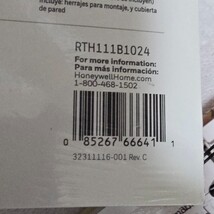 Incluye: herrajes para montaje, y cubierta
de pared
RTH111B1024
For more information:
Para más información:
HoneywellHome.com
1-800-468-1502
0 85267 66641 1
32311116-001 Rev. C